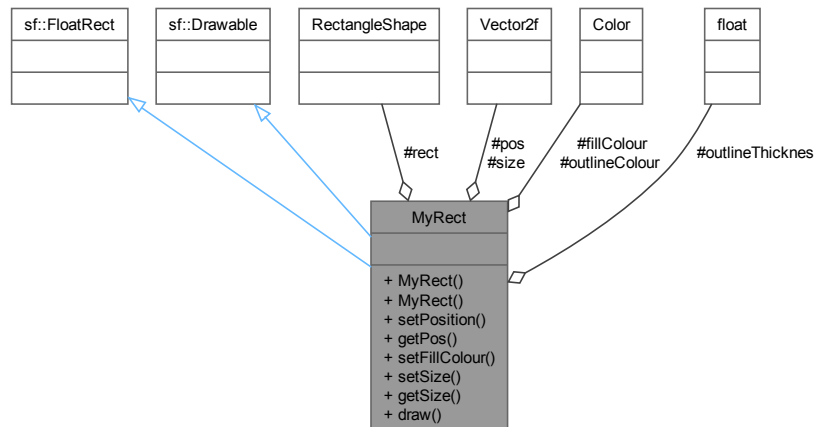 sf::FloatRect
sf::Drawable
RectangleShape
Vector2f
Color
float
#rect
#pos
#size
#fillColour
#outlineColour
#outlineThicknes
MyRect
+ MyRect()
+ MyRect()
+ setPosition()
+ getPos()
+ setFillColour()
+ setSize()
+ getSize()
+ draw()